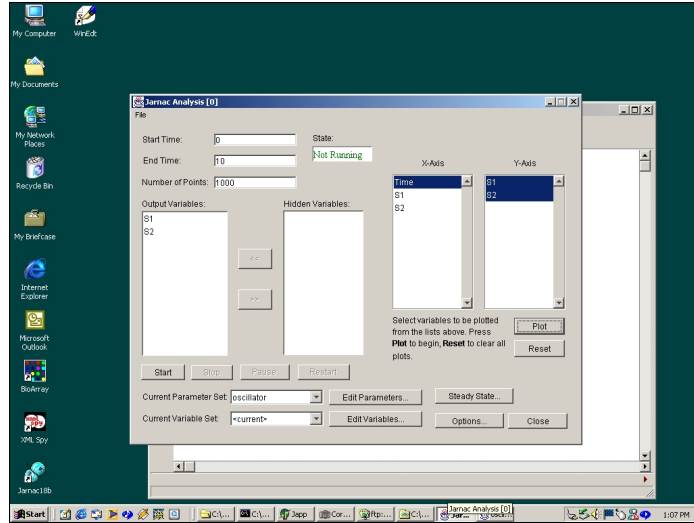 My Computer
WinEdt
My Documents
My Network
Places
Recycle Bin
My Briefcase
Internet
Explorer
Microsoft
Outlook
BioArray
XML Spy
Jarnac18b
Jarnac Analysis [0]
File
Start Time:
0
State:
End Time:
10
Not Running
Number of Points:
1000
X-Axis
Y-Axis
Time
S1
S2
S1
S2
Output Variables:
Hidden Variables:
S1
S2
<<
>>
Select variables to be plotted
from the lists above. Press
Plot to begin, Reset to clear all
plots.
Plot
Reset
Start
Stop
Pause
Restart
Current Parameter Set:
oscillator
Edit Parameters...
Steady State...
Current Variable Set:
<current>
Edit Variables...
Options...
Close
Jarnac Analysis [0]
Start
C:\...
C:\...
Japp
Cor...
ftp:...
C:\...
Jar...
1:07 PM